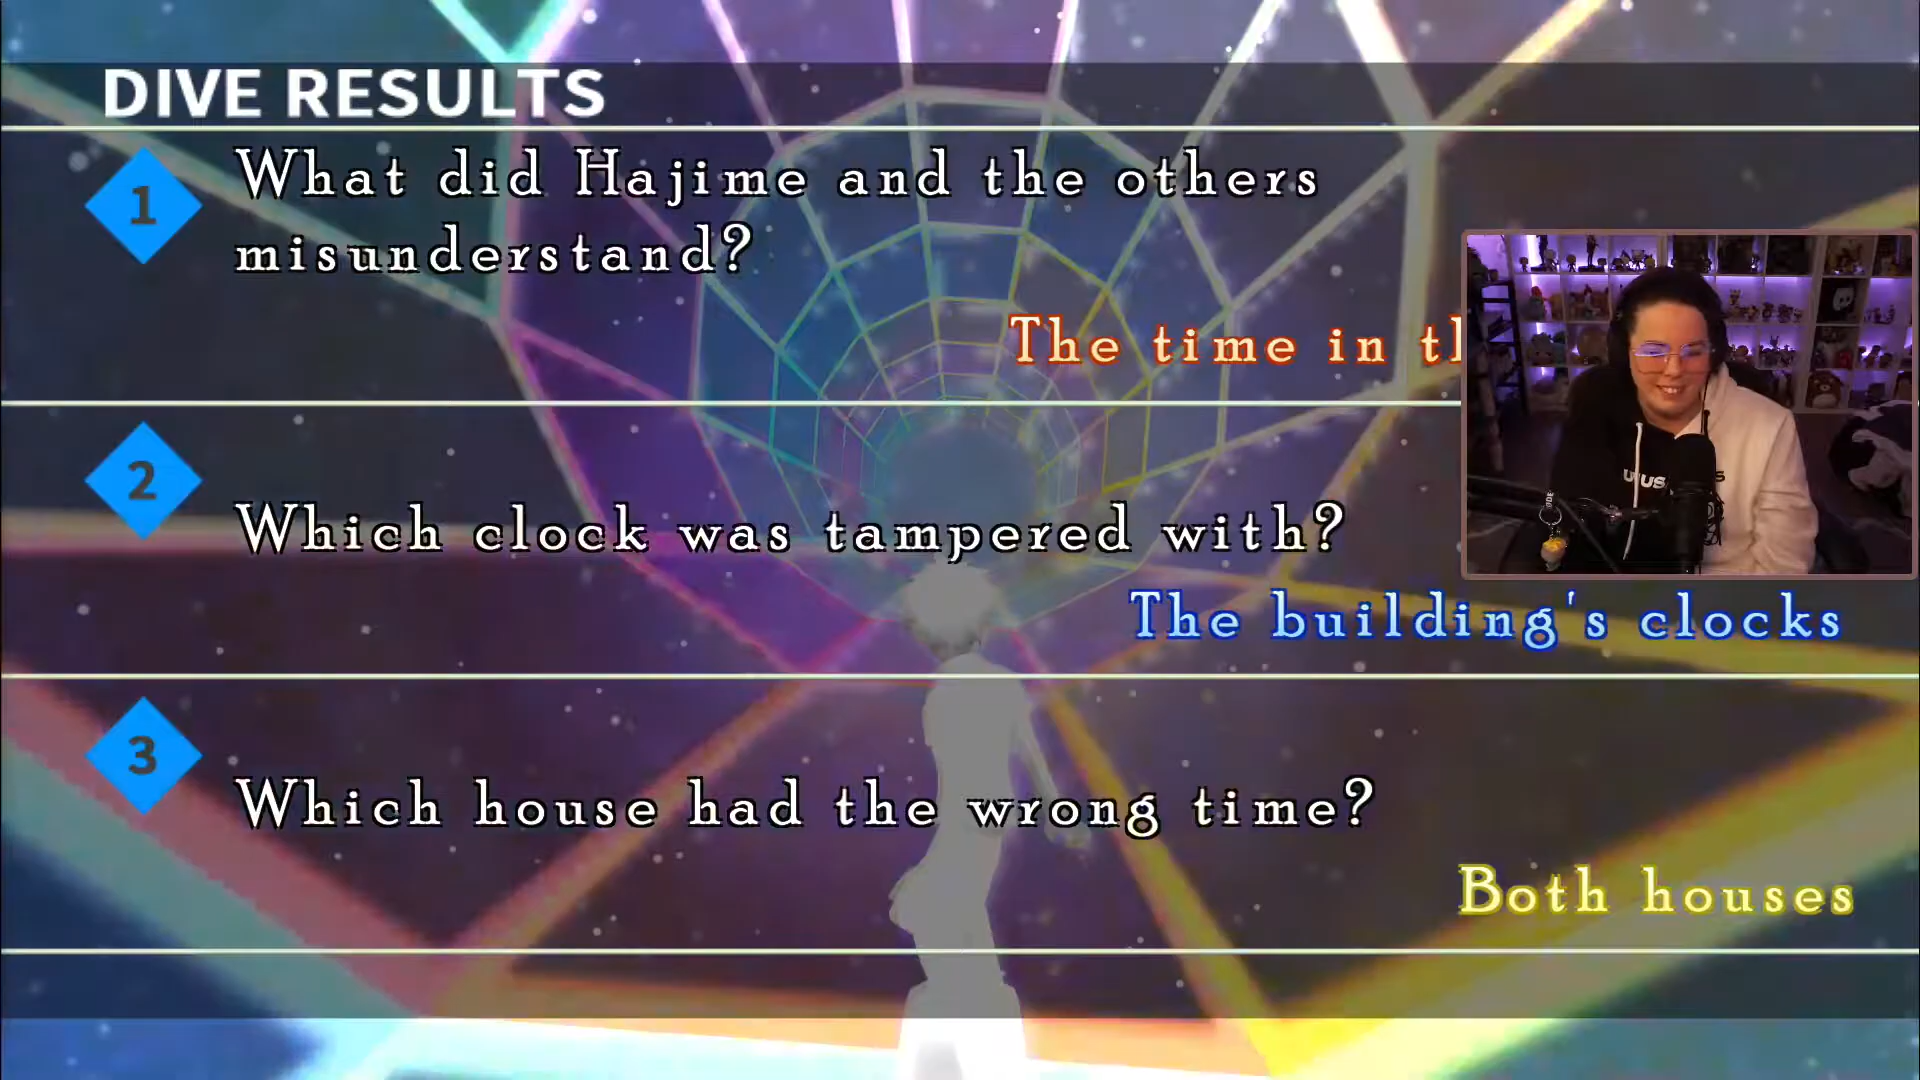 DIVE RESULTS
1
What did Hajime and the others
misunderstand?
The time in
2
Which clock was tampered with?
The building's clocks
3
Which house had the wrong time?
Both houses